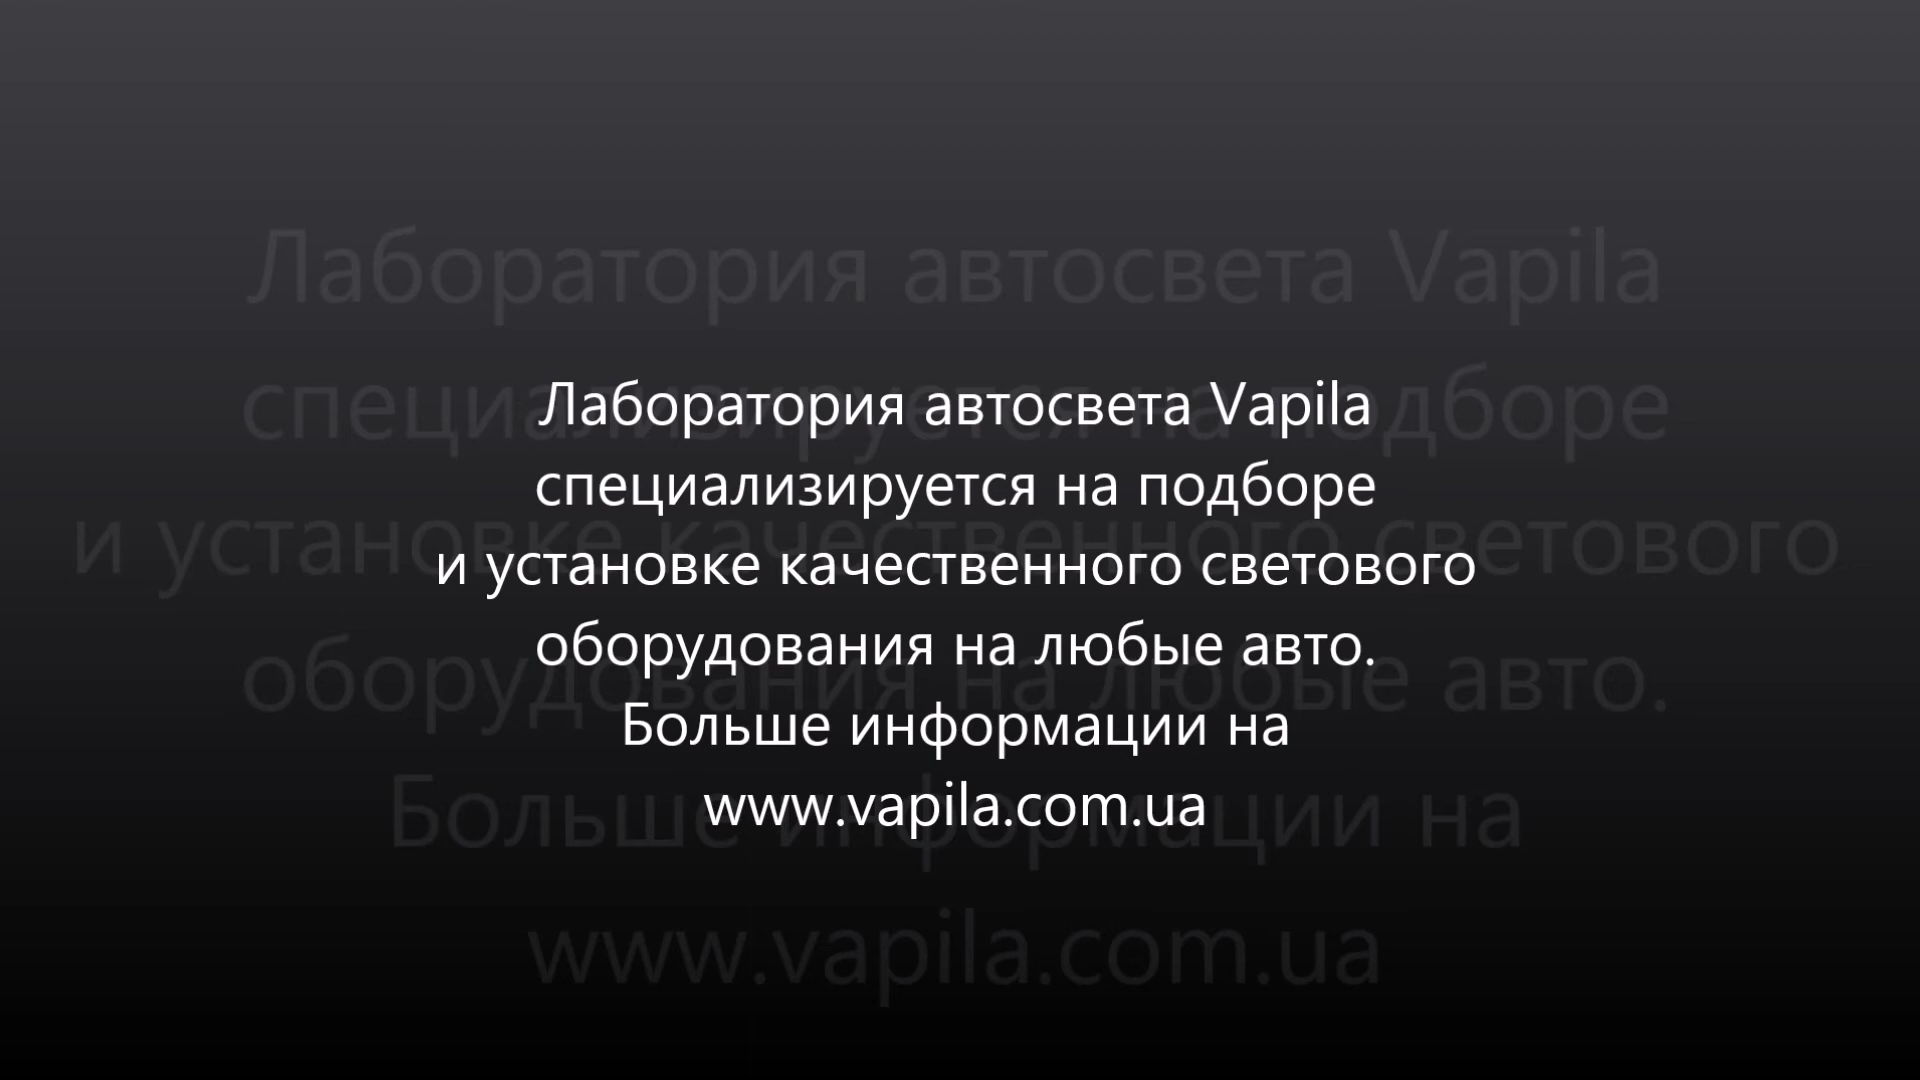 Лаборатория автосвета Vapila
специализируется на подборе
и установке качественного светового
оборудования на любые авто.
Больше информации на
www.vapila.com.ua